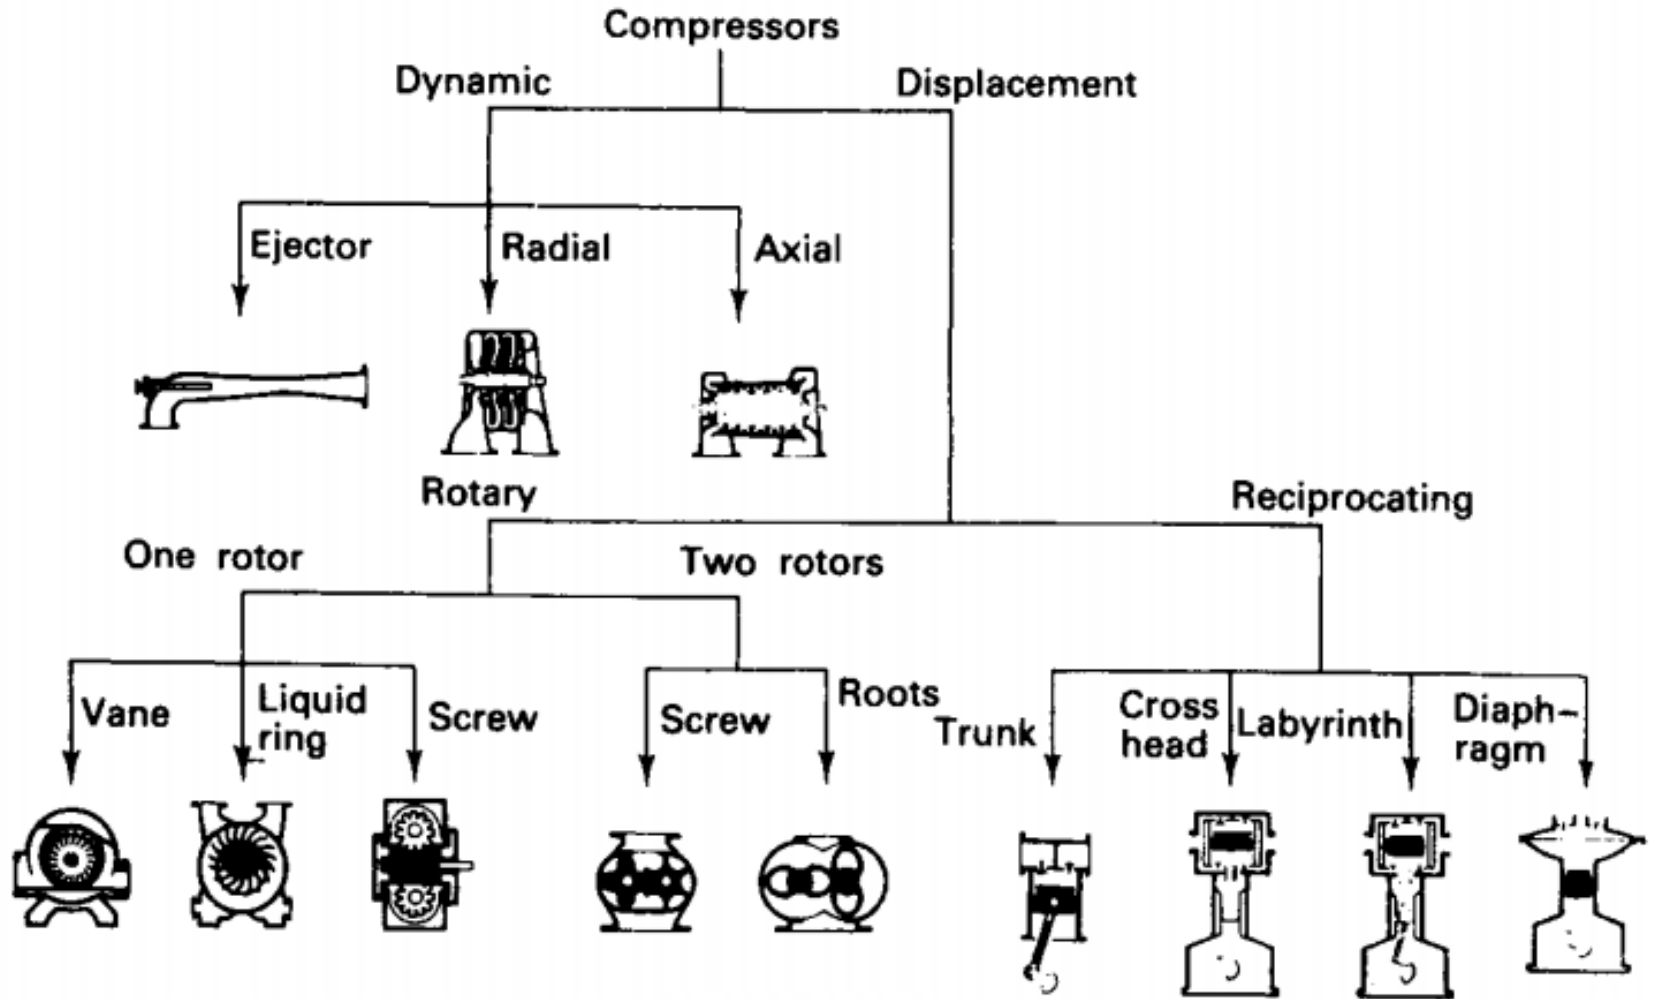 Compressors
Dynamic
Displacement
Ejector
Radial
Axial
Rotary
Reciprocating
One rotor
Two rotors
Vane
Liquid
ring
Screw
Screw
Roots
Trunk
Cross
head
Labyrinth
Diaph-
ragm